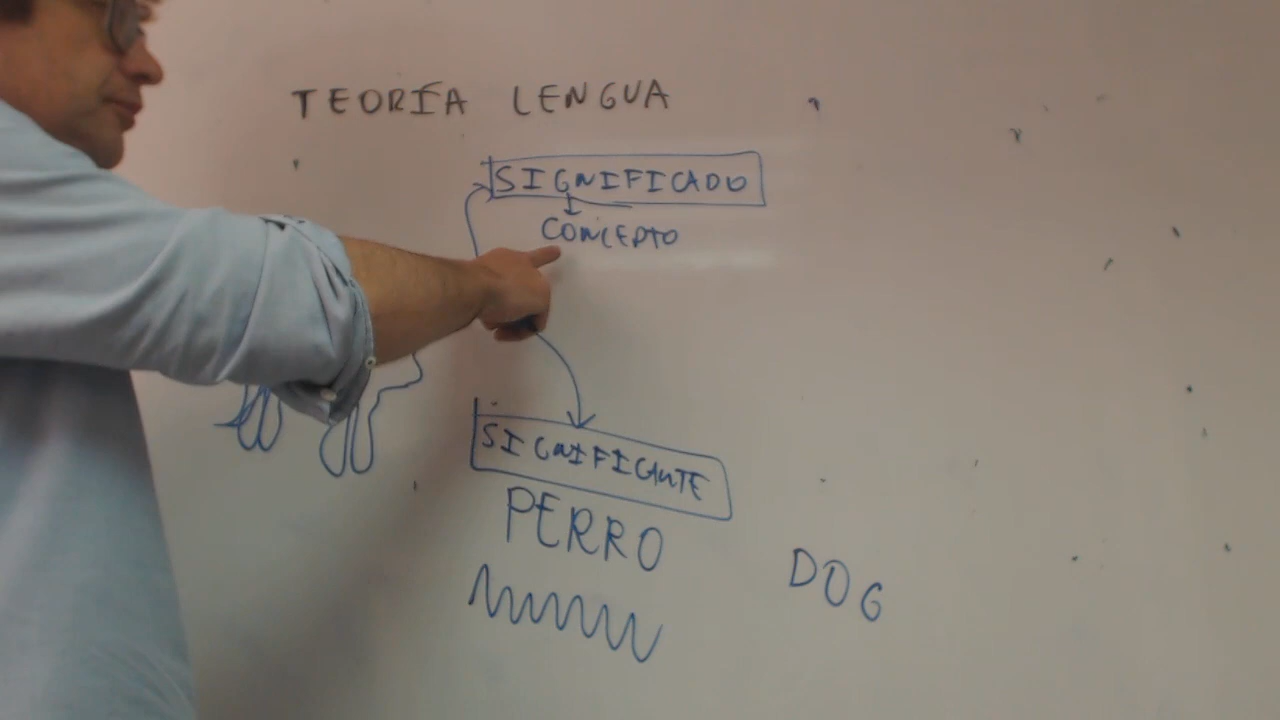 TEORÍA LENGUA
SIGNIFICADO
CONCEPTO
SIGNIFICANTE
PERRO
DOG